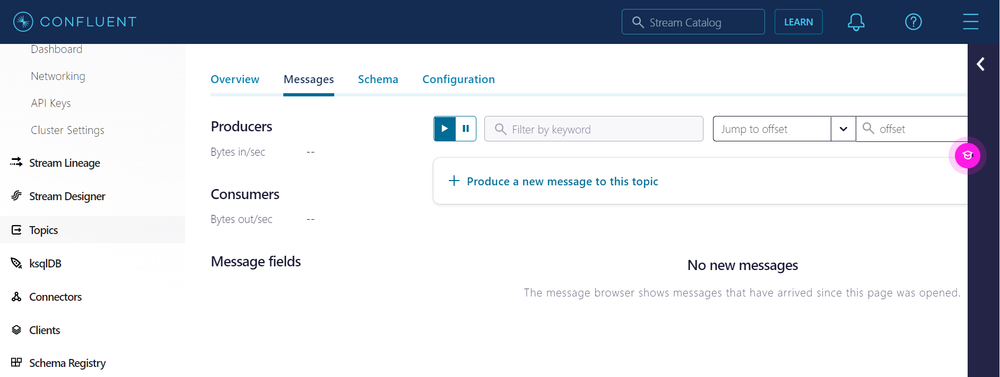 CONFLUENT
Stream Catalog
LEARN
Dashboard
Networking
API Keys
Cluster Settings
Stream Lineage
Stream Designer
Topics
ksqlDB
Connectors
Clients
Schema Registry
Overview Messages Schema Configuration
Producers
Bytes in/sec --
Consumers
Bytes out/sec --
Message fields
Filter by keyword
Jump to offset
offset
Produce a new message to this topic
No new messages
The message browser shows messages that have arrived since this page was opened.